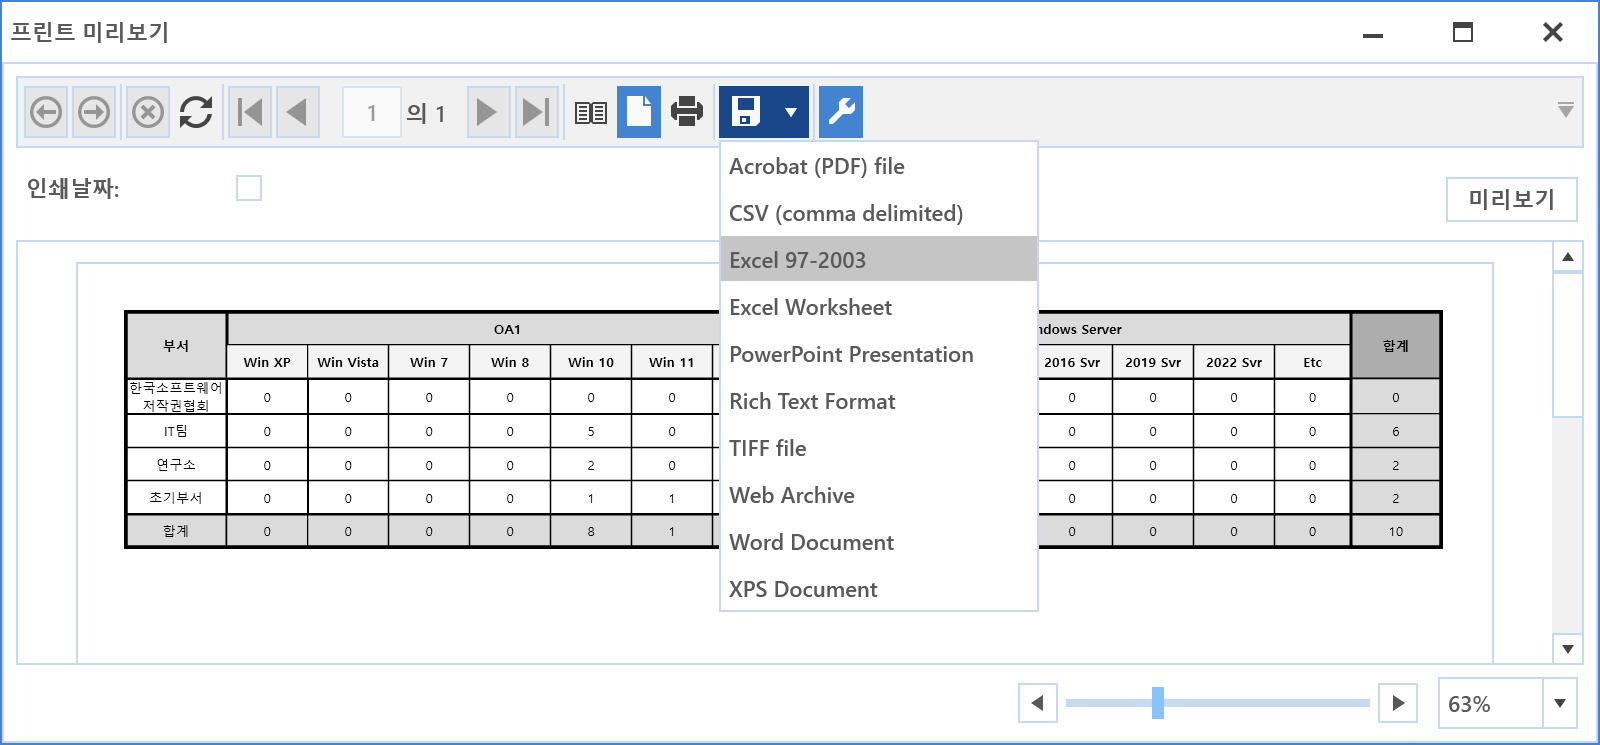 프린트 미리보기
1 의 1
Acrobat (PDF) file
CSV (comma delimited)
Excel 97-2003
Excel Worksheet
PowerPoint Presentation
Rich Text Format
TIFF file
Web Archive
Word Document
XPS Document
인쇄날짜:
미리보기
부서 OA1 ndows Server 합계
Win XP Win Vista Win 7 Win 8 Win 10 Win 11 2016 Svr 2019 Svr 2022 Svr Etc
한국소프트웨어
저작권협회 0 0 0 0 0 0 0 0 0 0 0
IT팀 0 0 0 0 5 0 0 0 0 0 6
연구소 0 0 0 0 2 0 0 0 0 0 2
초기부서 0 0 0 0 1 1 0 0 0 0 2
합계 0 0 0 0 8 1 0 0 0 0 10
63%